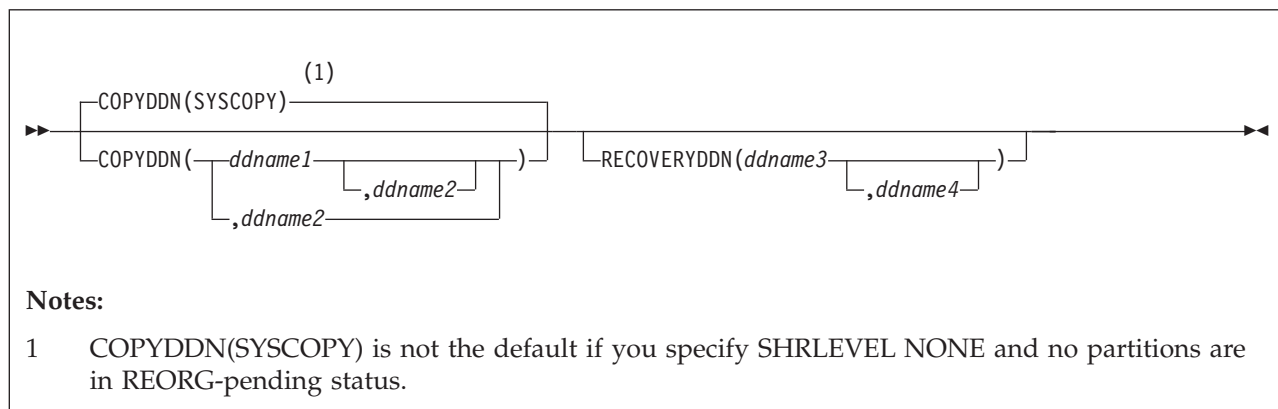 (1)
COPYDDN(SYSCOPY)
COPYDDN( ddname1 ) RECOVERYDDN(ddname3 )
,ddname2 ,ddname4
,ddname2
Notes:
1 COPYDDN(SYSCOPY) is not the default if you specify SHRLEVEL NONE and no partitions are
in REORG-pending status.